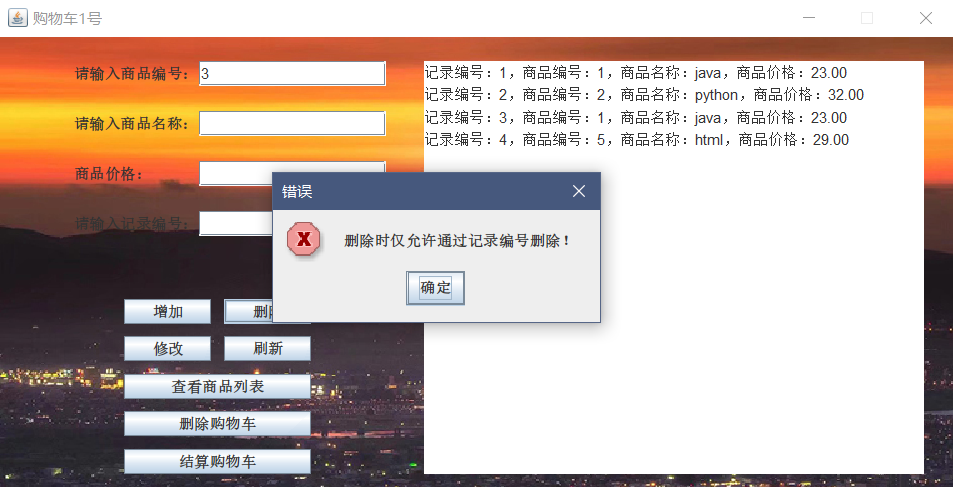 购物车1号
请输入商品编号：3
请输入商品名称：
商品价格：
请输入记录编号：
记录编号：1，商品编号：1，商品名称：java，商品价格：23.00
记录编号：2，商品编号：2，商品名称：python，商品价格：32.00
记录编号：3，商品编号：1，商品名称：java，商品价格：23.00
记录编号：4，商品编号：5，商品名称：html，商品价格：29.00
错误
删除时仅允许通过记录编号删除！
确定
增加 删
修改 刷新
查看商品列表
删除购物车
结算购物车